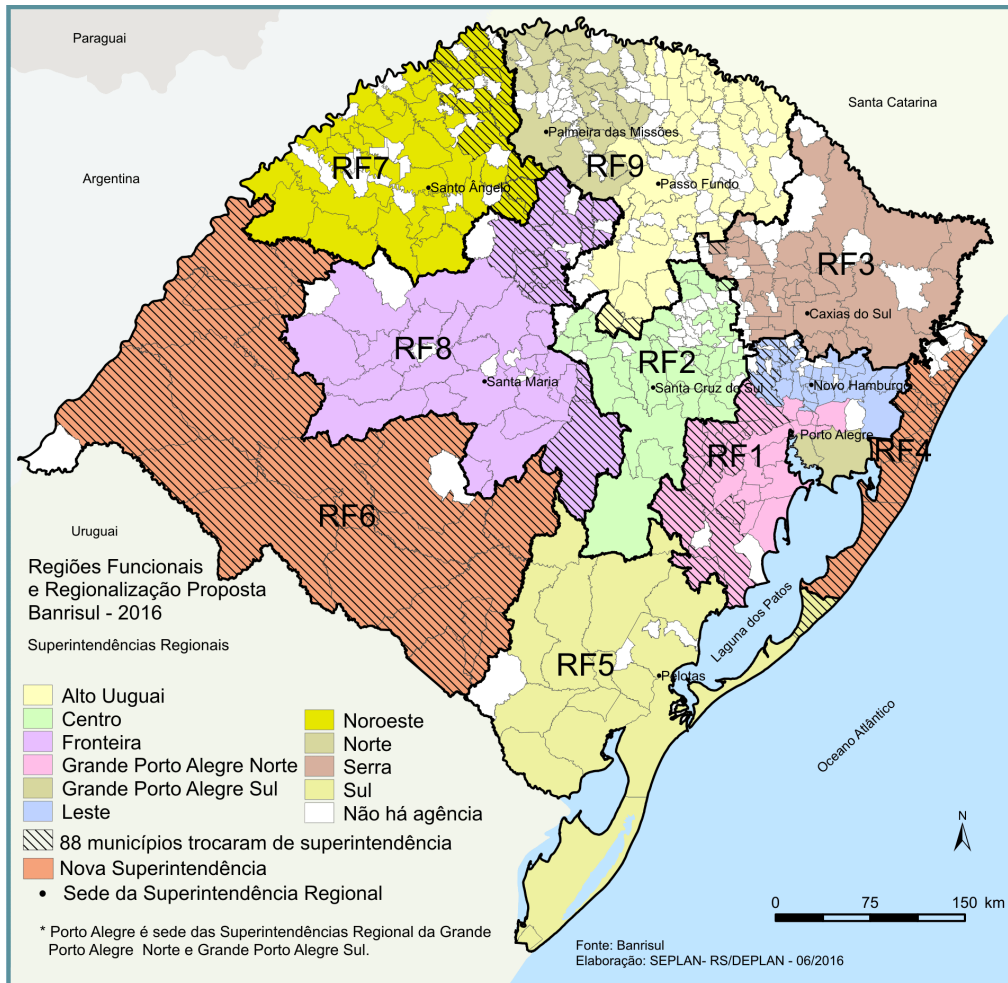 Paraguai
Santa Catarina
Argentina
Palmeira das Missões
RF9
RF7
Santo Ângelo
Passo Fundo
RF3
Caxias do Sul
RF8
RF2
Santa Maria
Santa Cruz do Sul
Novo Hamburgo
Porto Alegre
RF1
RF4
RF6
Uruguai
Laguna dos Patos
RF5
Pelotas
Oceano Atlântico
Regiões Funcionais
e Regionalização Proposta
Banrisul - 2016
Superintendências Regionais
Alto Uuguai
Centro
Fronteira
Grande Porto Alegre Norte
Grande Porto Alegre Sul
Leste
Noroeste
Norte
Serra
Sul
Não há agência
88 municípios trocaram de superintendência
Nova Superintendência
Sede da Superintendência Regional
* Porto Alegre é sede das Superintendências Regional da Grande
Porto Alegre Norte e Grande Porto Alegre Sul.
N
0 75 150 km
Fonte: Banrisul
Elaboração: SEPLAN- RS/DEPLAN - 06/2016